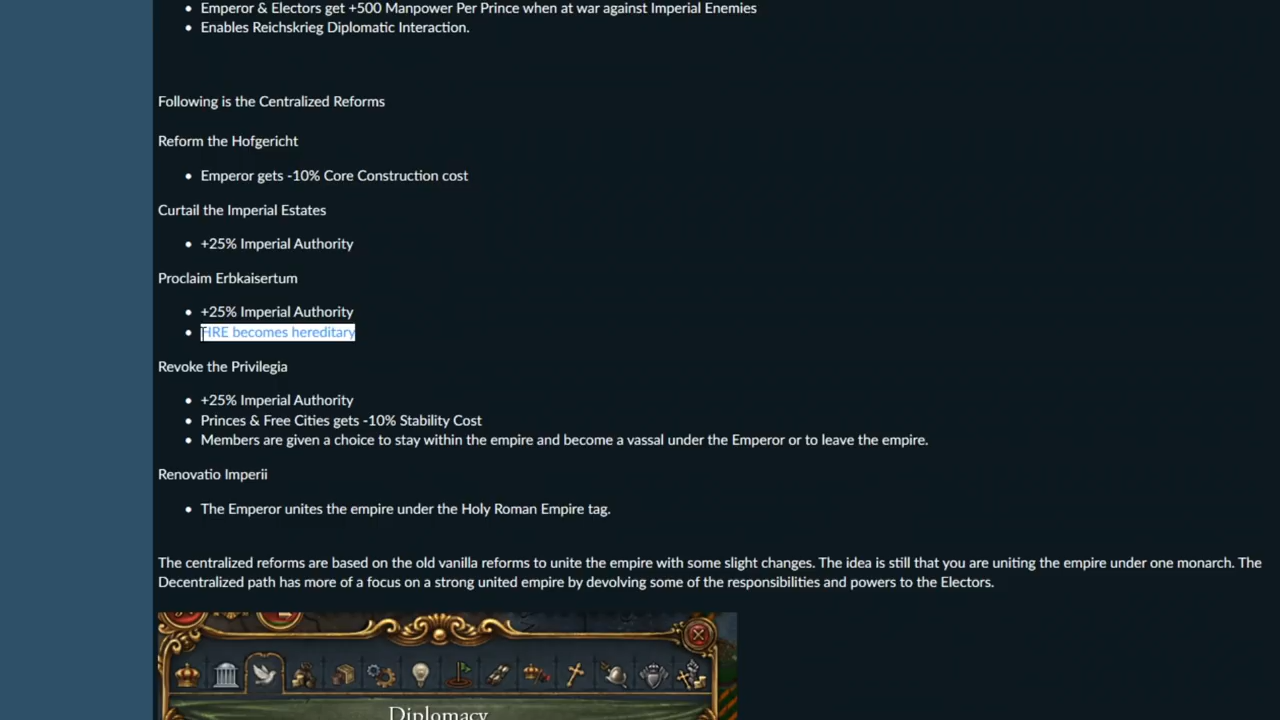 Emperor & Electors get +500 Manpower Per Prince when at war against Imperial Enemies
Enables Reichskrieg Diplomatic Interaction.
Following is the Centralized Reforms
Reform the Hofgericht
Emperor gets -10% Core Construction cost
Curtail the Imperial Estates
+25% Imperial Authority
Proclaim Erbkaisertum
+25% Imperial Authority
HRE becomes hereditary
Revoke the Privilegia
+25% Imperial Authority
Princes & Free Cities gets -10% Stability Cost
Members are given a choice to stay within the empire and become a vassal under the Emperor or to leave the empire.
Renovatio Imperii
The Emperor unites the empire under the Holy Roman Empire tag.
The centralized reforms are based on the old vanilla reforms to unite the empire with some slight changes. The idea is still that you are uniting the empire under one monarch. The
Decentralized path has more of a focus on a strong united empire by devolving some of the responsibilities and powers to the Electors.
Diplomacy